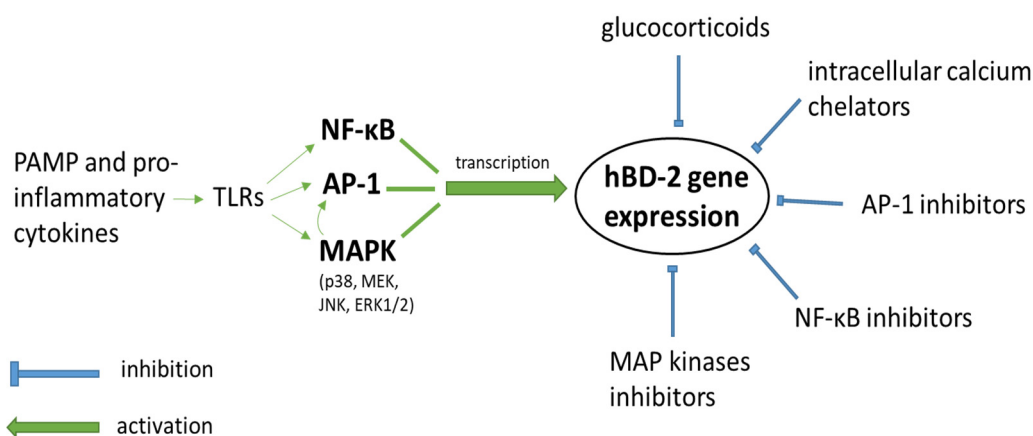 glucocorticoids
intracellular calcium
chelators
NF-κB
PAMP and pro-
inflammatory
cytokines
TLRs
AP-1
transcription
hBD-2 gene
expression
AP-1 inhibitors
MAPK
(p38, MEK,
JNK, ERK1/2)
NF-κB inhibitors
MAP kinases
inhibitors
inhibition
activation